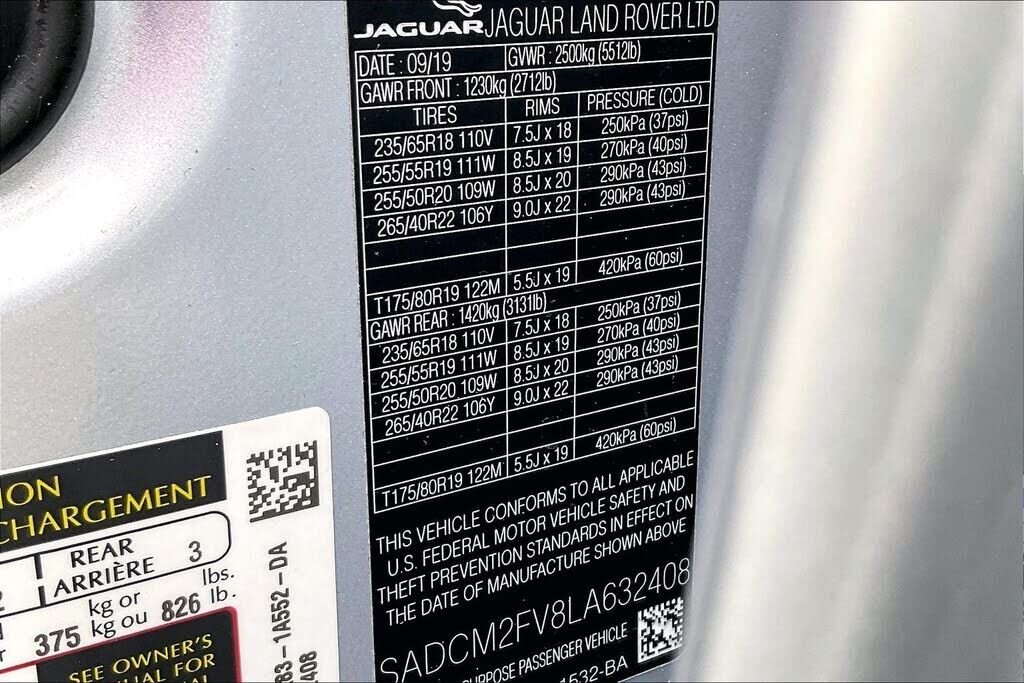 JAGUAR JAGUAR LAND ROVER LTD
DATE : 09/19 GVWR : 2500kg (5512lb)
GAWR FRONT : 1230kg (2712lb)
TIRES RIMS PRESSURE (COLD)
235/65R18 110V 7.5J x 18 250kPa (37psi)
255/55R19 111W 8.5J x 19 270kPa (40psi)
255/50R20 109W 8.5J x 20 290kPa (43psi)
265/40R22 106Y 9.0J x 22 290kPa (43psi)
T175/80R19 122M 5.5J x 19 420kPa (60psi)
GAWR REAR : 1420kg (3131lb)
235/65R18 110V 7.5J x 18 250kPa (37psi)
255/55R19 111W 8.5J x 19 270kPa (40psi)
255/50R20 109W 8.5J x 20 290kPa (43psi)
265/40R22 106Y 9.0J x 22 290kPa (43psi)
T175/80R19 122M 5.5J x 19 420kPa (60psi)
THIS VEHICLE CONFORMS TO ALL APPLICABLE
U.S. FEDERAL MOTOR VEHICLE SAFETY AND
THEFT PREVENTION STANDARDS IN EFFECT ON
THE DATE OF MANUFACTURE SHOWN ABOVE
SADCM2FV8LA632408
PURPOSE PASSENGER VEHICLE
1532-BA
ION
CHARGEMENT
REAR
ARRIÈRE 3
kg or lbs.
375 kg ou 826 lb.
SEE OWNER'S
UAL FOR
1A552-DA
408